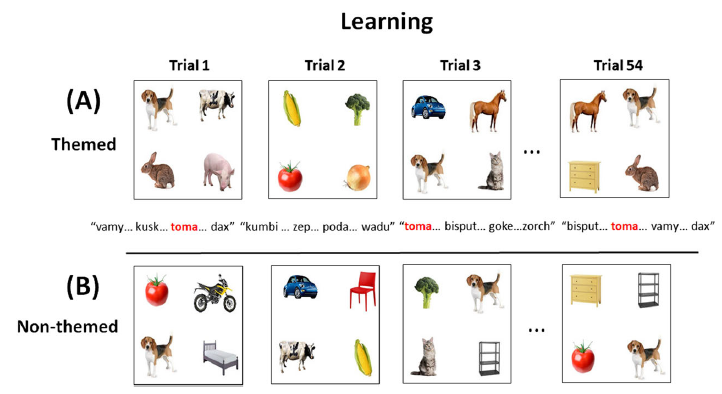 Learning
Trial 1 Trial 2 Trial 3 Trial 54
(A)
Themed
...
“vamy... kusk... toma... dax” “kumbi ... zep... poda... wadu” “toma... bisput... goke...zorch” “bisput... toma... vamy... dax”
(B)
Non-themed
...